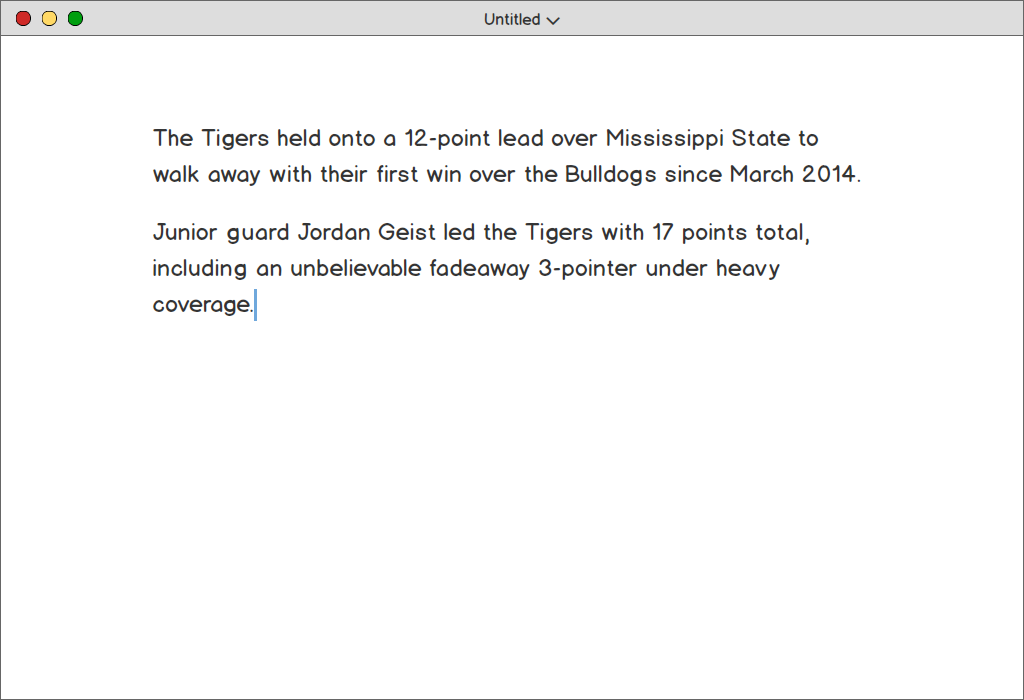 Untitled
The Tigers held onto a 12-point lead over Mississippi State to
walk away with their first win over the Bulldogs since March 2014.
Junior guard Jordan Geist led the Tigers with 17 points total,
including an unbelievable fadeaway 3-pointer under heavy
coverage.